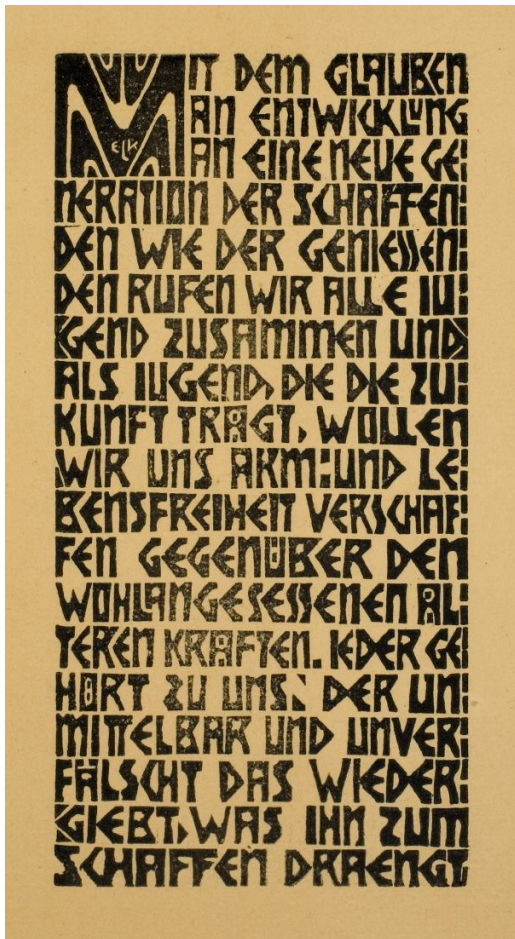 MIT DEM GLAUBEN
AN ENTWICKLUNG
AN EINE NEUE GE:
NERATION DER SCHAFFEN:
DEN WIE DER GENIESSEN:
DEN RUFEN WIR ALLE IU:
GEND ZUSAMMEN UND
ALS IUGEND, DIE DIE ZU:
KUNFT TRÄGT, WOLLEN
WIR UNS ARM:UND LE:
BENSFREIHEIT VERSCHAF:
FEN GEGENÜBER DEN
WOHLANGESESSENEN ÄL:
TEREN KRÄFTEN. IEDER GE:
HÖRT ZU UNS, DER UN:
MITTELBAR UND UNVER:
FÄLSCHT DAS WIEDER:
GIEBT, WAS IHN ZUM
SCHAFFEN DRAENGT
ELK